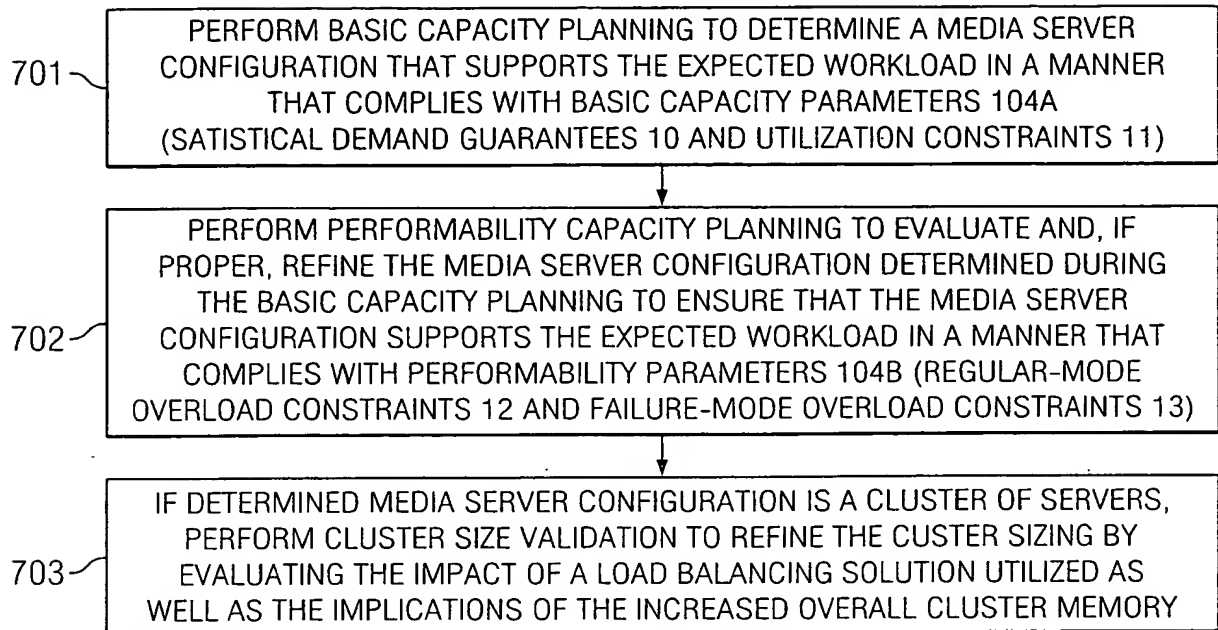 701
PERFORM BASIC CAPACITY PLANNING TO DETERMINE A MEDIA SERVER
CONFIGURATION THAT SUPPORTS THE EXPECTED WORKLOAD IN A MANNER
THAT COMPLIES WITH BASIC CAPACITY PARAMETERS 104A
(SATISTICAL DEMAND GUARANTEES 10 AND UTILIZATION CONSTRAINTS 11)
702
PERFORM PERFORMABILITY CAPACITY PLANNING TO EVALUATE AND, IF
PROPER, REFINE THE MEDIA SERVER CONFIGURATION DETERMINED DURING
THE BASIC CAPACITY PLANNING TO ENSURE THAT THE MEDIA SERVER
CONFIGURATION SUPPORTS THE EXPECTED WORKLOAD IN A MANNER THAT
COMPLIES WITH PERFORMABILITY PARAMETERS 104B (REGULAR-MODE
OVERLOAD CONSTRAINTS 12 AND FAILURE-MODE OVERLOAD CONSTRAINTS 13)
703
IF DETERMINED MEDIA SERVER CONFIGURATION IS A CLUSTER OF SERVERS,
PERFORM CLUSTER SIZE VALIDATION TO REFINE THE CUSTER SIZING BY
EVALUATING THE IMPACT OF A LOAD BALANCING SOLUTION UTILIZED AS
WELL AS THE IMPLICATIONS OF THE INCREASED OVERALL CLUSTER MEMORY